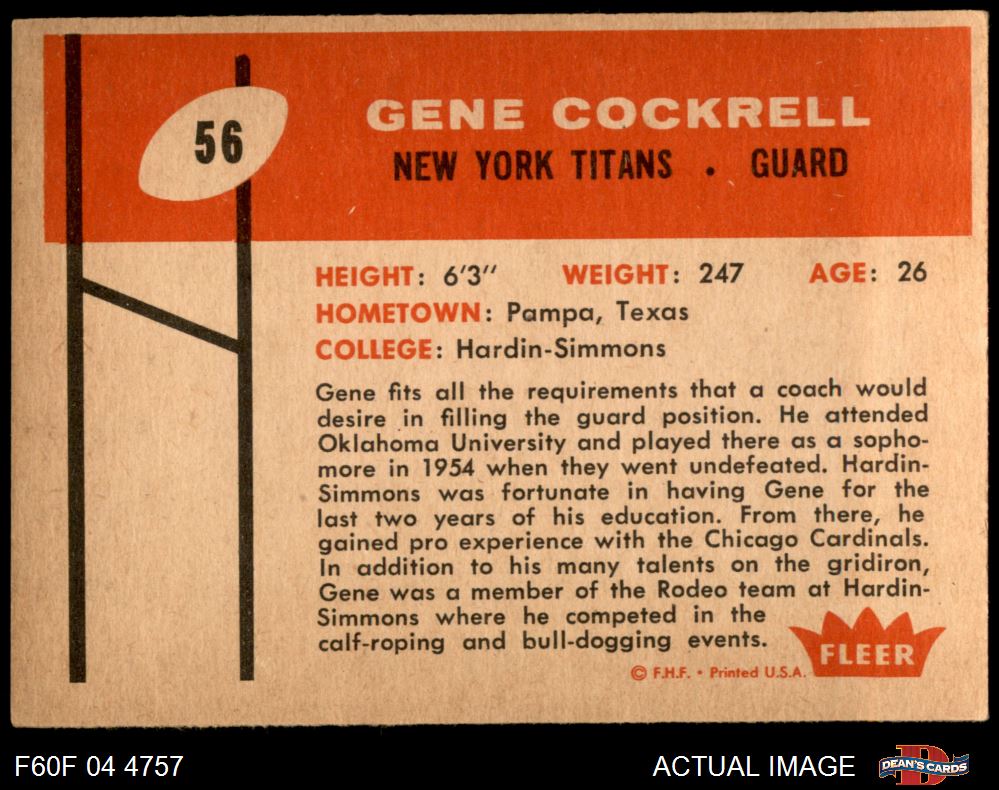 56
GENE COCKRELL
NEW YORK TITANS . GUARD
HEIGHT: 6'3" WEIGHT: 247 AGE: 26
HOMETOWN: Pampa, Texas
COLLEGE: Hardin-Simmons
Gene fits all the requirements that a coach would
desire in filling the guard position. He attended
Oklahoma University and played there as a sopho-
more in 1954 when they went undefeated. Hardin-
Simmons was fortunate in having Gene for the
last two years of his education. From there, he
gained pro experience with the Chicago Cardinals.
In addition to his many talents on the gridiron,
Gene was a member of the Rodeo team at Hardin-
Simmons where he competed in the
calf-roping and bull-dogging events.
FLEER
© F.H.F. • Printed U.S.A.
F60F 04 4757
ACTUAL IMAGE
D
DEAN'S CARDS